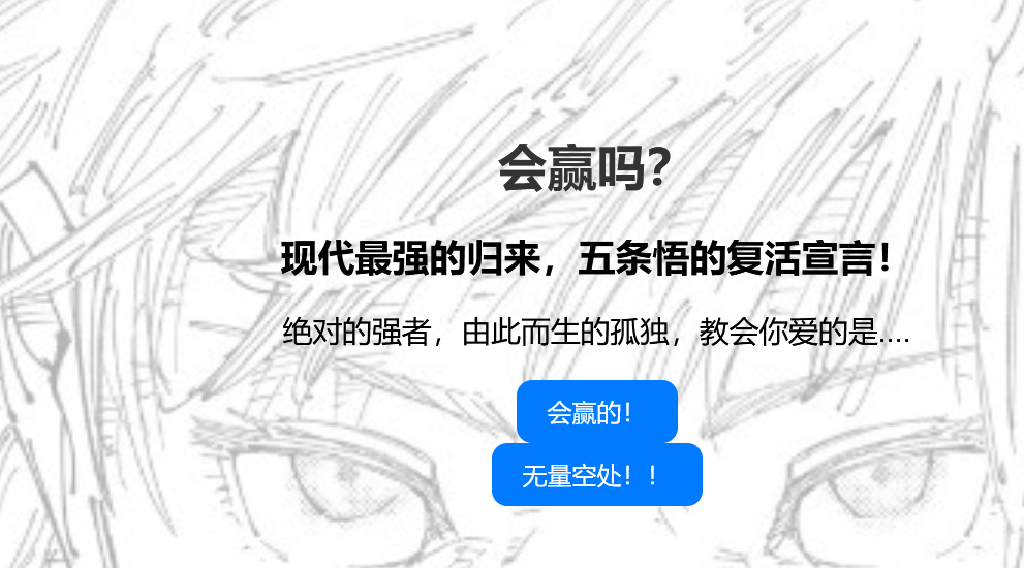 会赢吗?
现代最强的归来，五条悟的复活宣言！
绝对的强者，由此而生的孤独，教会你爱的是....
会赢的！
无量空处！！